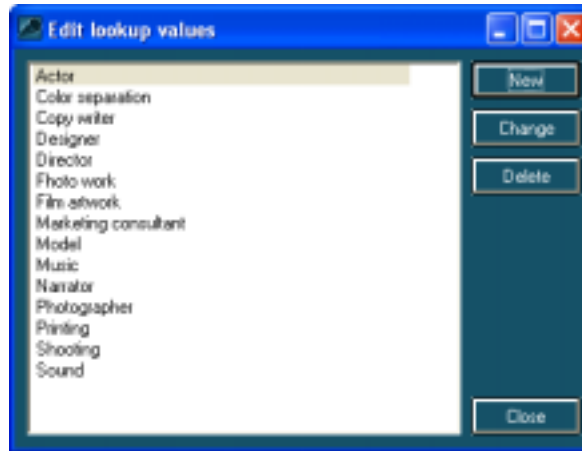 Edit lookup values
Actor
New
Color separation
Copy writer
Change
Designer
Director
Delete
Fhoto work
Film artwork
Marketing consultant
Model
Music
Narrator
Photographer
Printing
Shooting
Sound
Close